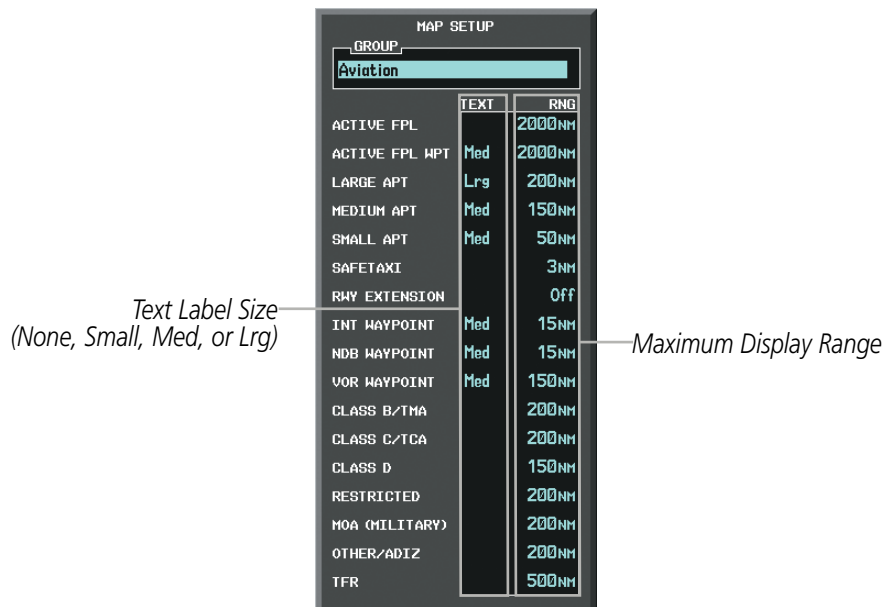 MAP SETUP
GROUP
Aviation
TEXT RNG
ACTIVE FPL 2000NM
ACTIVE FPL WPT Med 2000NM
LARGE APT Lrg 200NM
MEDIUM APT Med 150NM
SMALL APT Med 50NM
SAFETAXI 3NM
RWY EXTENSION Off
INT WAYPOINT Med 15NM
NDB WAYPOINT Med 15NM
VOR WAYPOINT Med 150NM
CLASS B/TMA 200NM
CLASS C/TCA 200NM
CLASS D 150NM
RESTRICTED 200NM
MOA (MILITARY) 200NM
OTHER/ADIZ 200NM
TFR 500NM
Text Label Size
(None, Small, Med, or Lrg)
Maximum Display Range